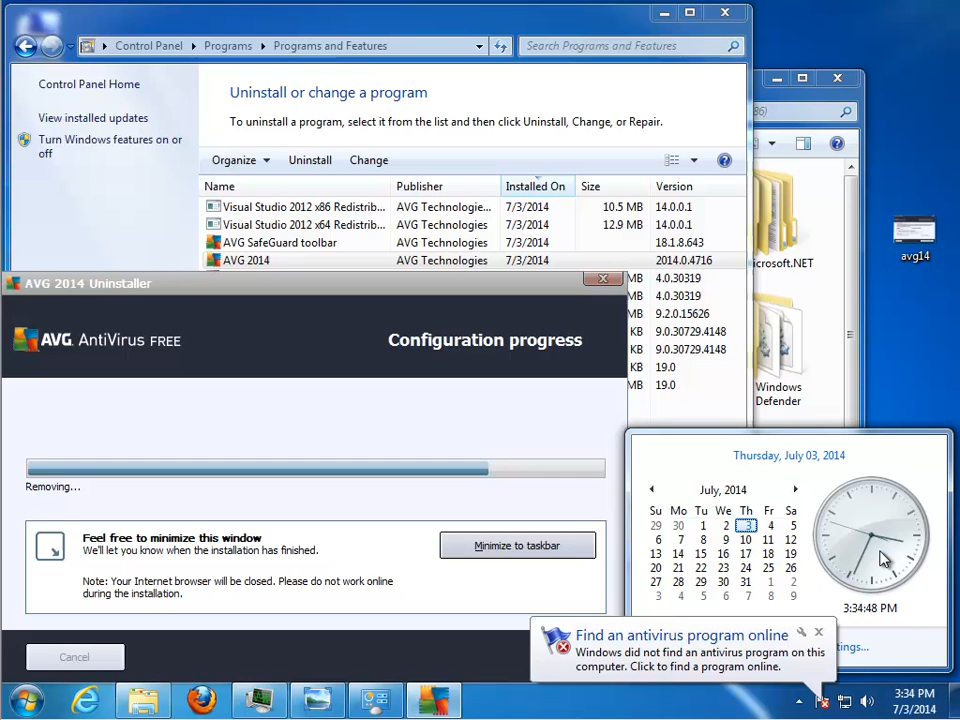 Control Panel
Programs
Programs and Features
Search Programs and Features
Control Panel Home
View installed updates
Turn Windows features on or
off
Uninstall or change a program
To uninstall a program, select it from the list and then click Uninstall, Change, or Repair.
Organize Uninstall Change
Name Publisher Installed On Size Version
Visual Studio 2012 x86 Redistrib... AVG Technologie... 7/3/2014 10.5 MB 14.0.0.1
Visual Studio 2012 x64 Redistrib... AVG Technologie... 7/3/2014 12.9 MB 14.0.0.1
AVG SafeGuard toolbar AVG Technologies 7/3/2014 18.1.8.643
AVG 2014 AVG Technologies 7/3/2014 2014.0.4716
MB 4.0.30319
MB 4.0.30319
MB 9.2.0.15626
KB 9.0.30729.4148
KB 9.0.30729.4148
KB 19.0
MB 19.0
86)
icrosoft.NET
Windows
Defender
avg14
AVG 2014 Uninstaller
AVG. AntiVirus FREE
Configuration progress
Removing...
Feel free to minimize this window
We'll let you know when the installation has finished.
Minimize to taskbar
Note: Your Internet browser will be closed. Please do not work online
during the installation.
Cancel
Thursday, July 03, 2014
July, 2014
Su Mo Tu We Th Fr Sa
29 30 1 2 3 4 5
6 7 8 9 10 11 12
13 14 15 16 17 18 19
20 21 22 23 24 25 26
27 28 29 30 31 1 2
3 4 5 6 7 8 9
3:34:48 PM
ttings...
Find an antivirus program online
Windows did not find an antivirus program on this
computer. Click to find a program online.
3:34 PM
7/3/2014